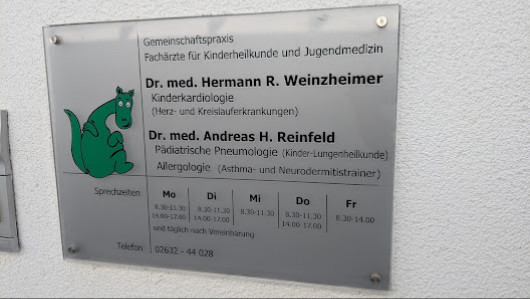 Gemeinschaftspraxis
Fachärzte für Kinderheilkunde und Jugendmedizin
Dr. med. Hermann R. Weinzheimer
Kinderkardiologie
(Herz- und Kreislauferkrankungen)
Dr. med. Andreas H. Reinfeld
Pädiatrische Pneumologie (Kinder-Lungenheilkunde)
Allergologie (Asthma- und Neurodermitistrainer)
Sprechzeiten Mo Di Mi Do Fr
8.30-11.30 8.30-11.30 8.30-11.30 8.30-11.30 8.30-14.00
14.00-17.00 14.00-17.00 14.00-17.00
und täglich nach Vereinbarung
Telefon 02632 - 44 028